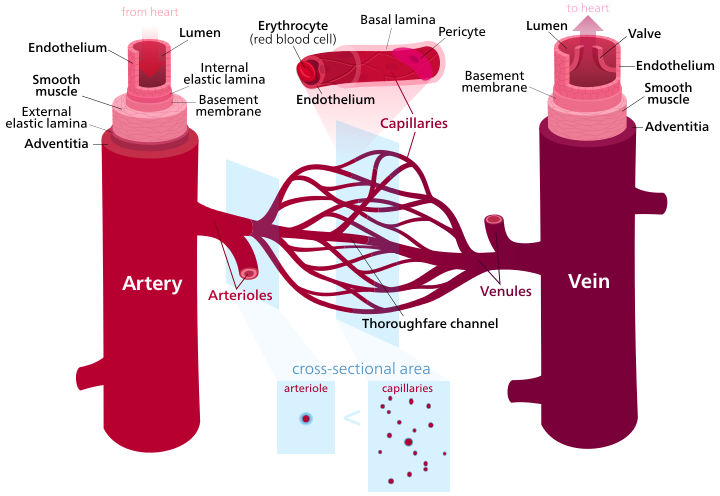 from heart
Lumen
Endothelium
Internal
elastic lamina
Smooth
muscle
Basement
membrane
External
elastic lamina
Adventitia
Artery
Arterioles
Erythrocyte
(red blood cell)
Basal lamina
Pericyte
Endothelium
Capillaries
Thoroughfare channel
Venules
to heart
Lumen
Valve
Endothelium
Basement
membrane
Smooth
muscle
Adventitia
Vein
cross-sectional area
arteriole
<
capillaries